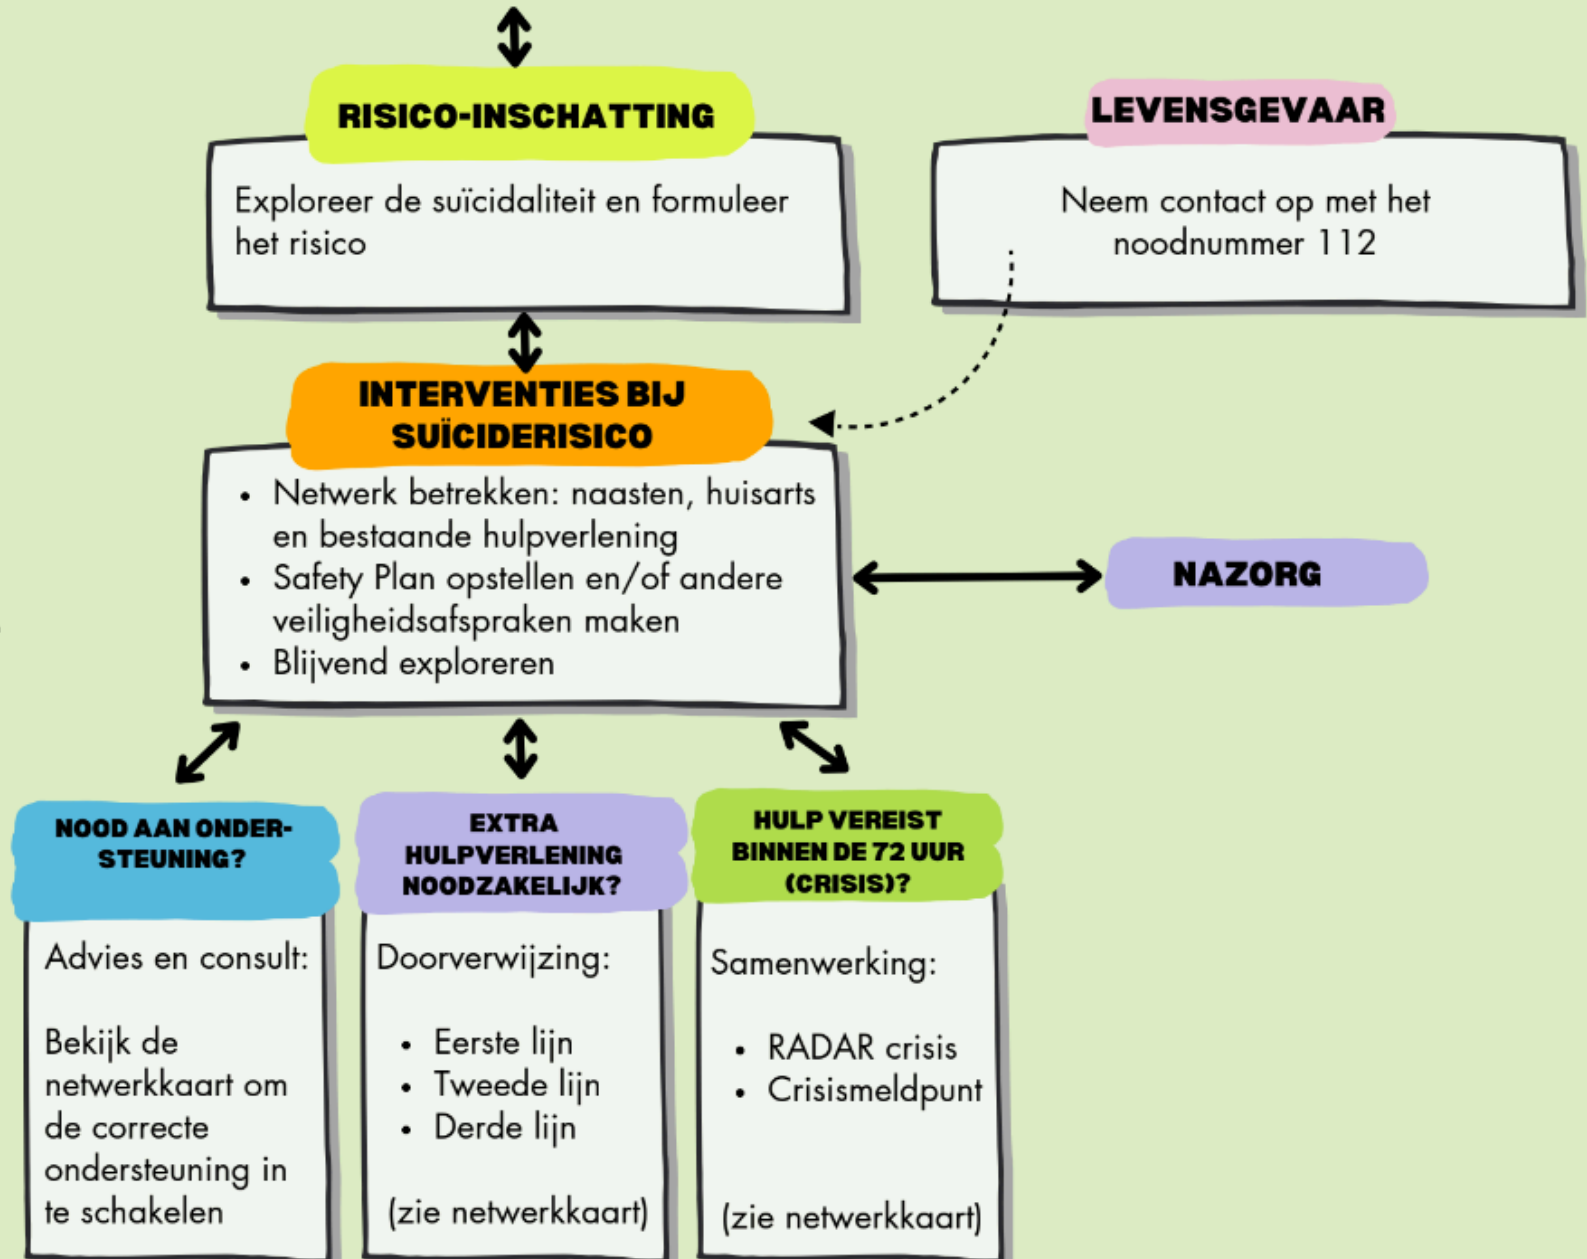 RISICO-INSCHATTING
Exploreer de suïcidaliteit en formuleer
het risico
LEVENSGEVAAR
Neem contact op met het
noodnummer 112
INTERVENTIES BIJ
SUÏCIDERISICO
• Netwerk betrekken: naasten, huisarts
en bestaande hulpverlening
• Safety Plan opstellen en/of andere
veiligheidsafspraken maken
• Blijvend exploreren
NAZORG
NOOD AAN ONDER-
STEUNING?
Advies en consult:
Bekijk de
netwerkkaart om
de correcte
ondersteuning in
te schakelen
EXTRA
HULPVERLENING
NOODZAKELIJK?
Doorverwijzing:
• Eerste lijn
• Tweede lijn
• Derde lijn
(zie netwerkkaart)
HULP VEREIST
BINNEN DE 72 UUR
(CRISIS)?
Samenwerking:
• RADAR crisis
• Crisismeldpunt
(zie netwerkkaart)